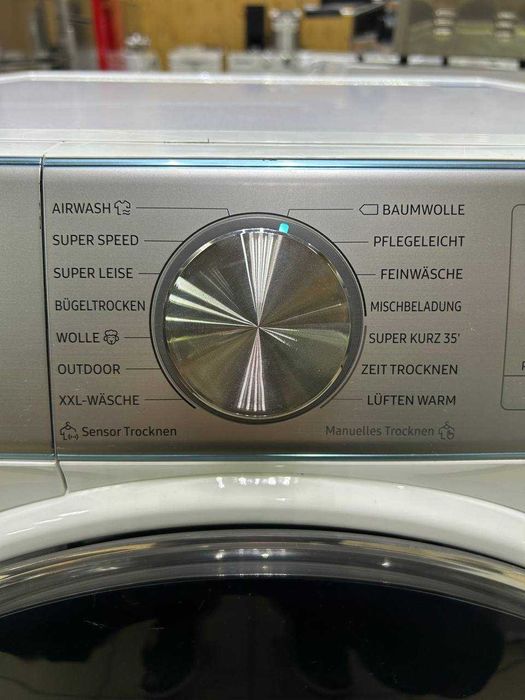 AIRWASH
SUPER SPEED
SUPER LEISE
BÜGELTROCKEN
WOLLE
OUTDOOR
XXL-WÄSCHE
Sensor Trocknen
BAUMWOLLE
PFLEGELEICHT
FEINWÄSCHE
MISCHBELADUNG
SUPER KURZ 35'
ZEIT TROCKNEN
LÜFTEN WARM
Manuelles Trocknen